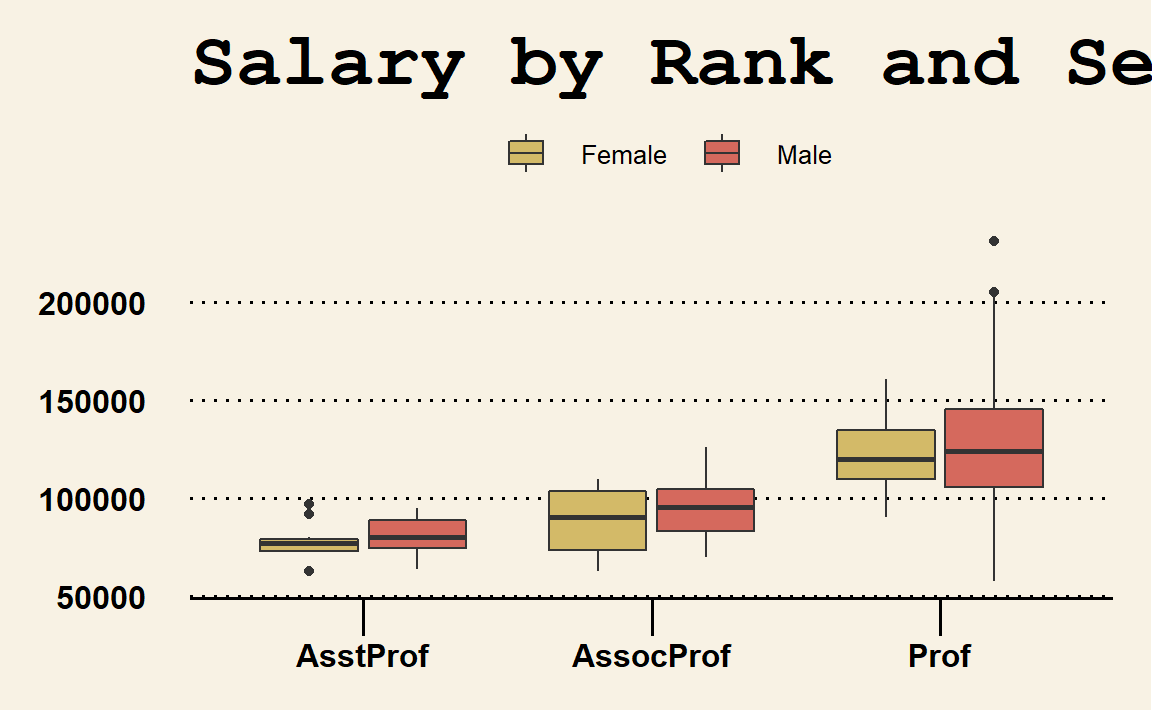 Salary by Rank and Se
Female Male
200000
150000
100000
50000
AsstProf AssocProf Prof